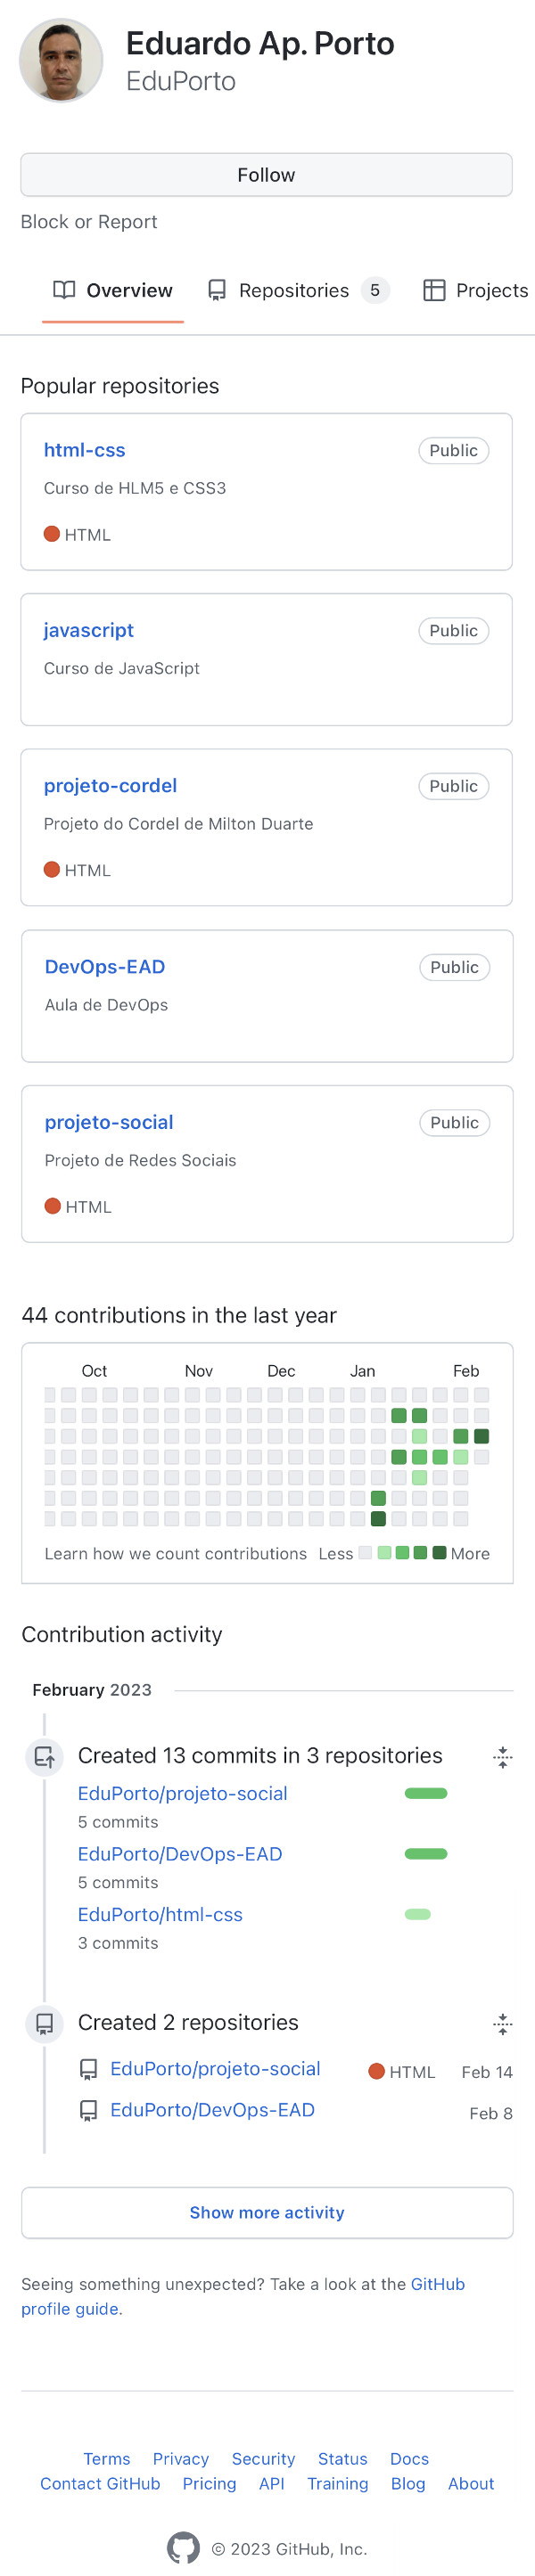 Eduardo Ap. Porto
EduPorto
Follow
Block or Report
Overview Repositories 5 Projects
Popular repositories
html-css Public
Curso de HLM5 e CSS3
HTML
javascript Public
Curso de JavaScript
projeto-cordel Public
Projeto do Cordel de Milton Duarte
HTML
DevOps-EAD Public
Aula de DevOps
projeto-social Public
Projeto de Redes Sociais
HTML
44 contributions in the last year
Oct Nov Dec Jan Feb
Learn how we count contributions Less More
Contribution activity
February 2023
Created 13 commits in 3 repositories
EduPorto/projeto-social
5 commits
EduPorto/DevOps-EAD
5 commits
EduPorto/html-css
3 commits
Created 2 repositories
EduPorto/projeto-social HTML Feb 14
EduPorto/DevOps-EAD Feb 8
Show more activity
Seeing something unexpected? Take a look at the GitHub
profile guide.
Terms Privacy Security Status Docs
Contact GitHub Pricing API Training Blog About
© 2023 GitHub, Inc.